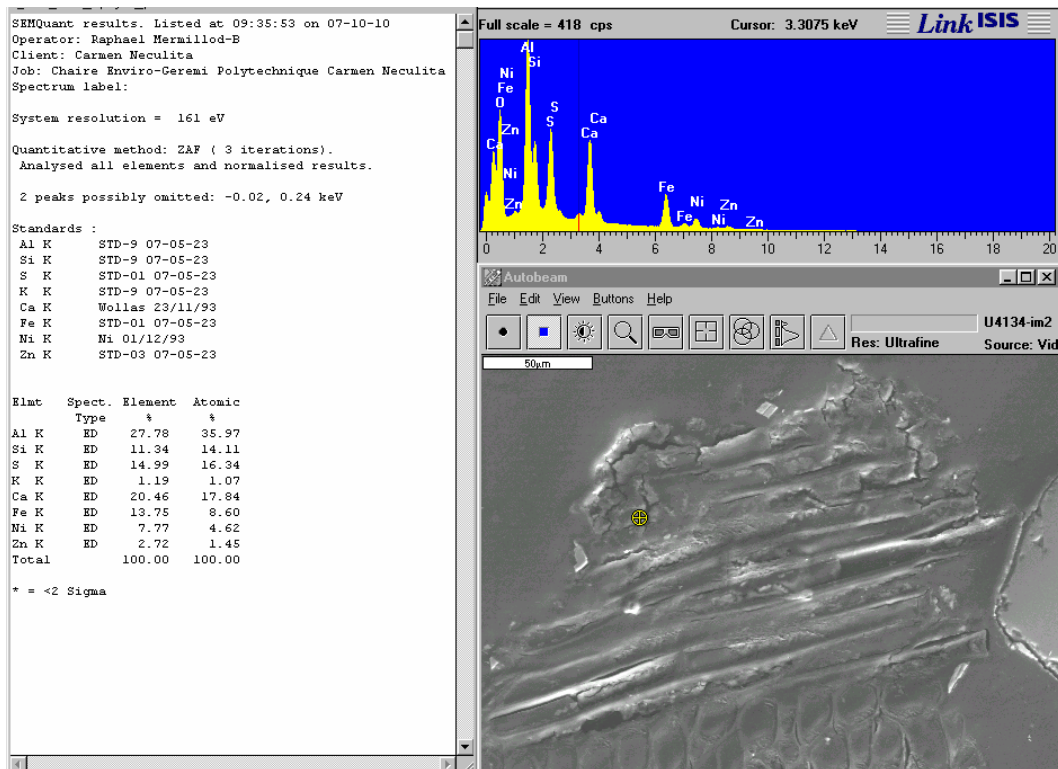 SEMQuant results. Listed at 09:35:53 on 07-10-10
Operator: Raphael Mermillod-B
Client: Carmen Neculita
Job: Chaire Enviro-Geremi Polytechnique Carmen Neculita
Spectrum label:
System resolution = 161 eV
Quantitative method: ZAF ( 3 iterations).
Analysed all elements and normalised results.
2 peaks possibly omitted: -0.02, 0.24 keV
Standards :
Al K STD-9 07-05-23
Si K STD-9 07-05-23
S K STD-01 07-05-23
K K STD-9 07-05-23
Ca K Wollas 23/11/93
Fe K STD-01 07-05-23
Ni K Ni 01/12/93
Zn K STD-03 07-05-23
Elmt Spect. Element Atomic
Type % %
Al K ED 27.78 35.97
Si K ED 11.34 14.11
S K ED 14.99 16.34
K K ED 1.19 1.07
Ca K ED 20.46 17.84
Fe K ED 13.75 8.60
Ni K ED 7.77 4.62
Zn K ED 2.72 1.45
Total 100.00 100.00
* = <2 Sigma
Full scale = 418 cps Cursor: 3.3075 keV Link ISIS
Al
Si
Ni
Fe
O
Zn
Ca
Ni
Zn
S
S
Ca
Ca
Fe
Fe
Ni
Ni
Zn
Zn
0 2 4 6 8 10 12 14 16 18 20
Autobeam
File Edit View Buttons Help
U4134-im2
Res: Ultrafine Source: Vid
50µm